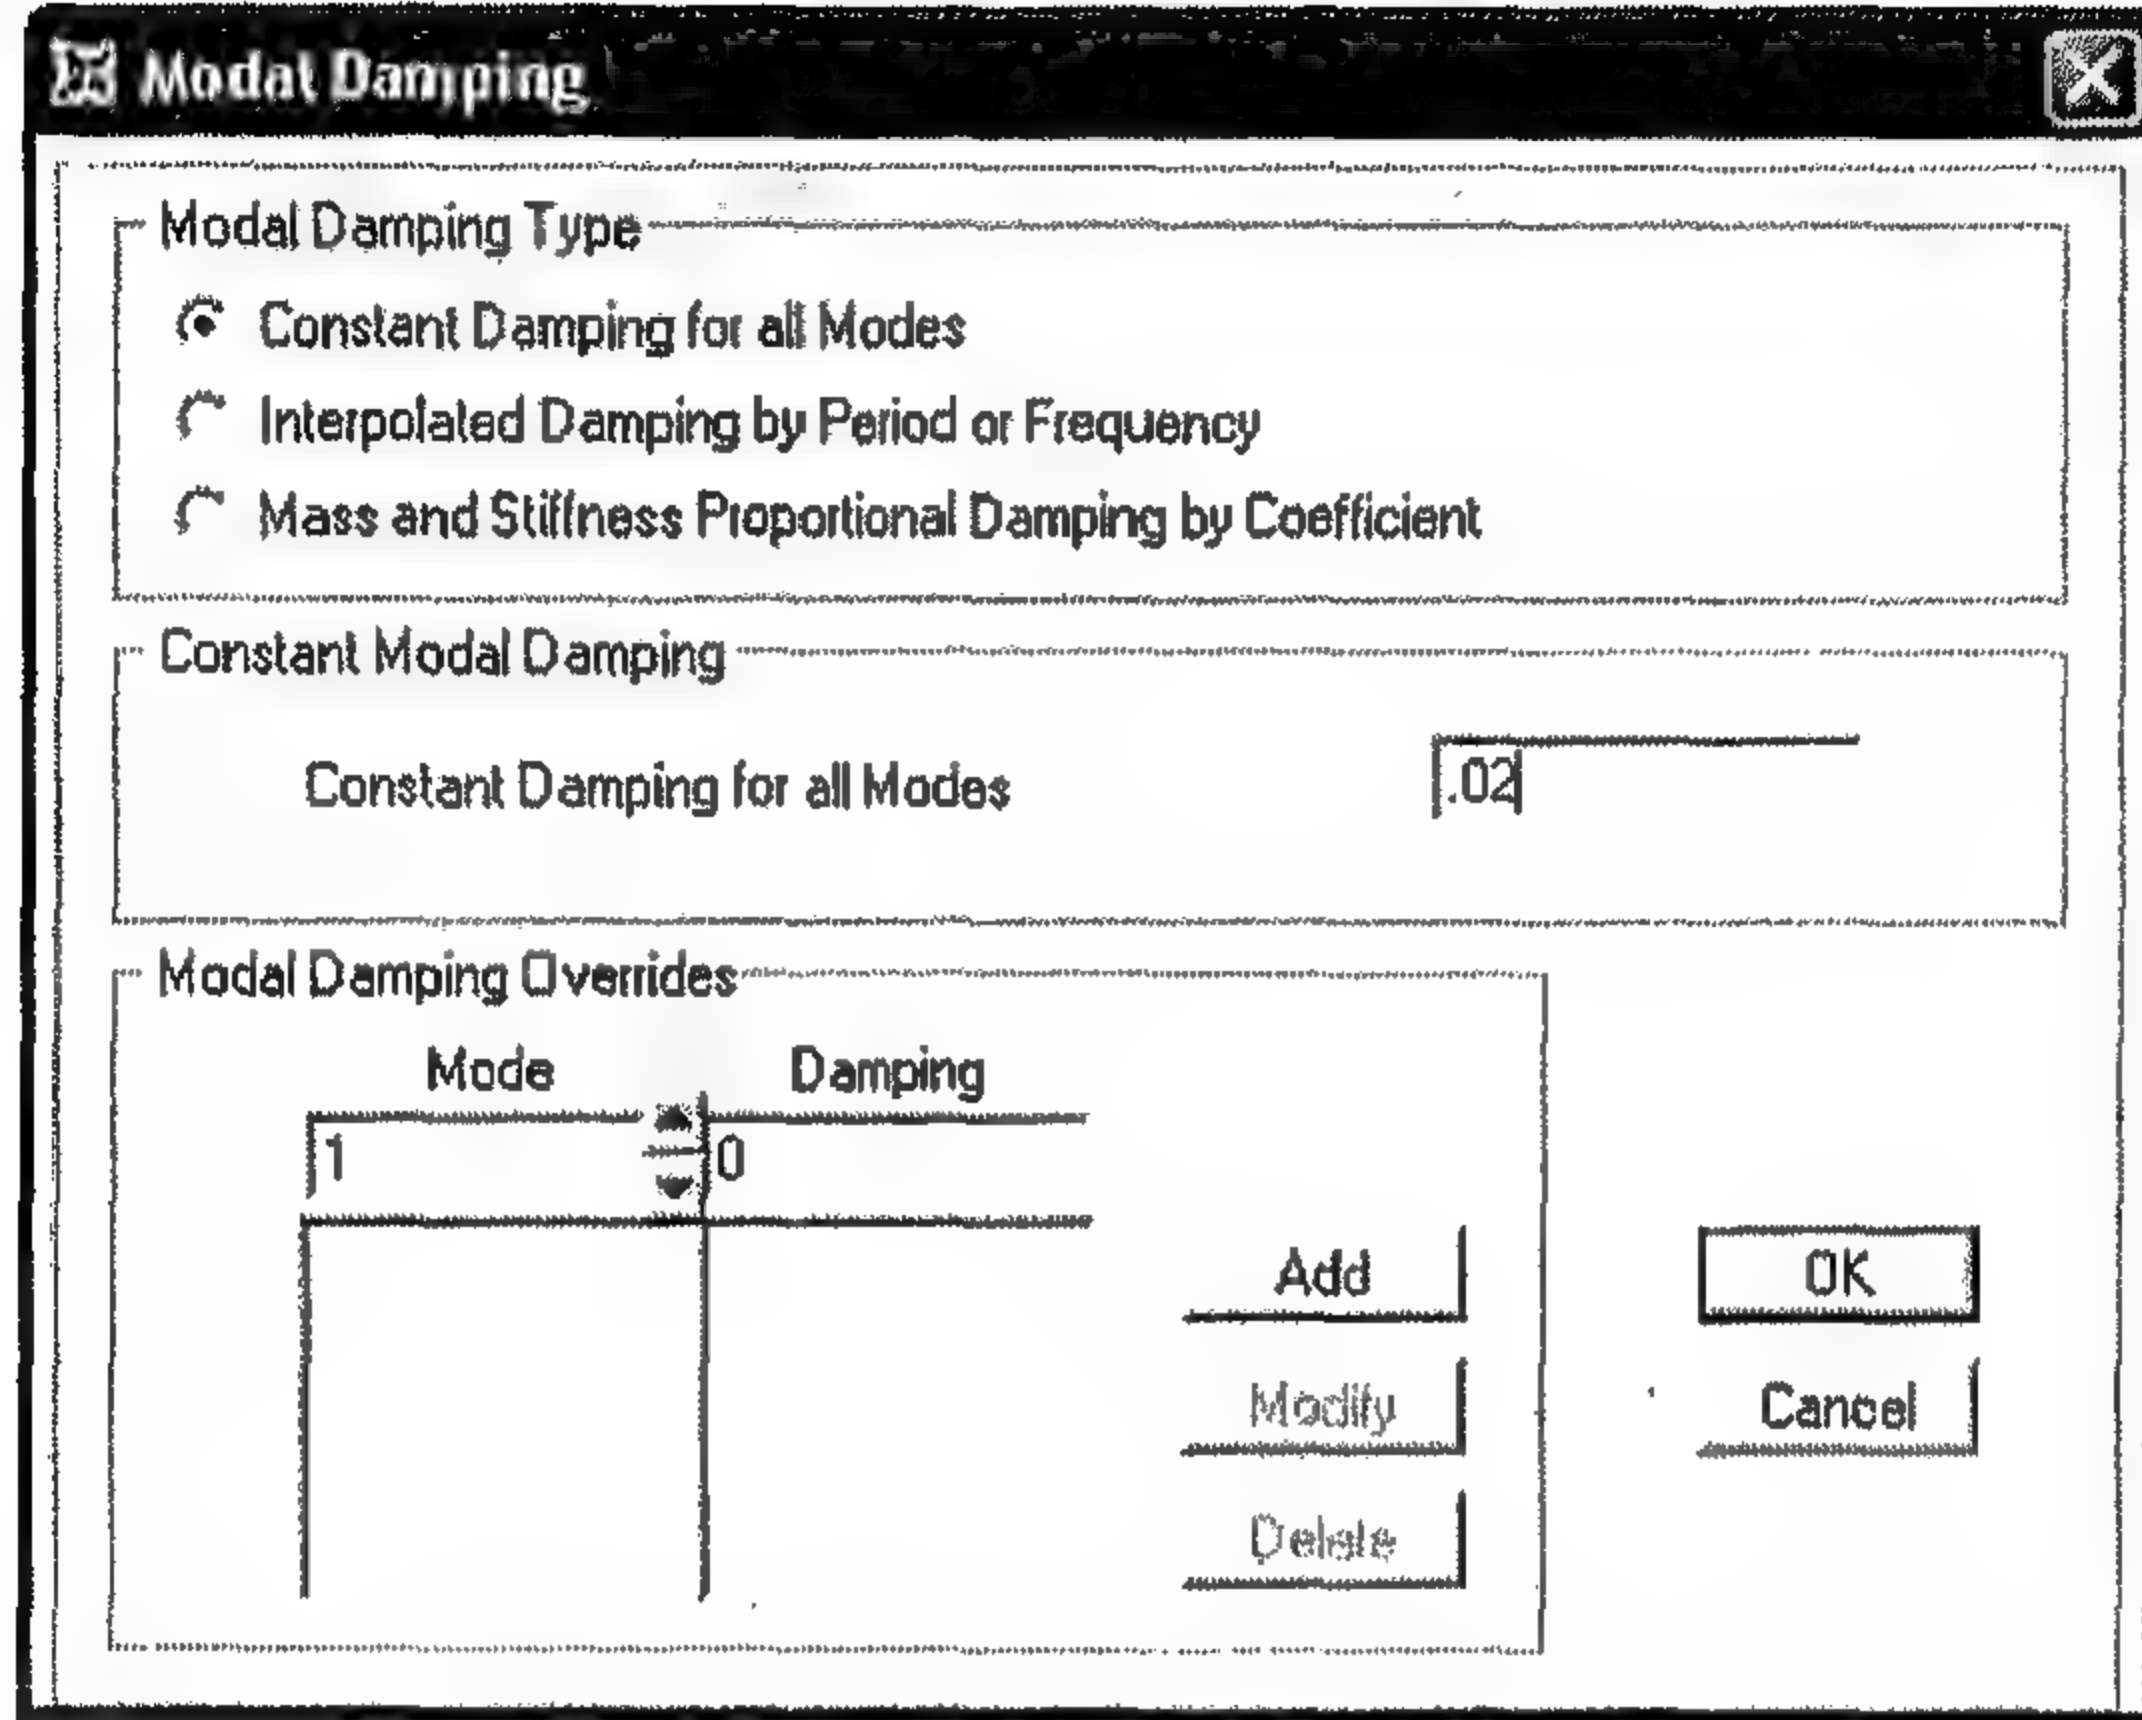 Modal Damping
Modal Damping Type
Constant Damping for all Modes
Interpolated Damping by Period or Frequency
Mass and Stiffness Proportional Damping by Coefficient
Constant Modal Damping
Constant Damping for all Modes .02
Modal Damping Overrides
Mode Damping
1 0
Add OK
Modify Cancel
Delete